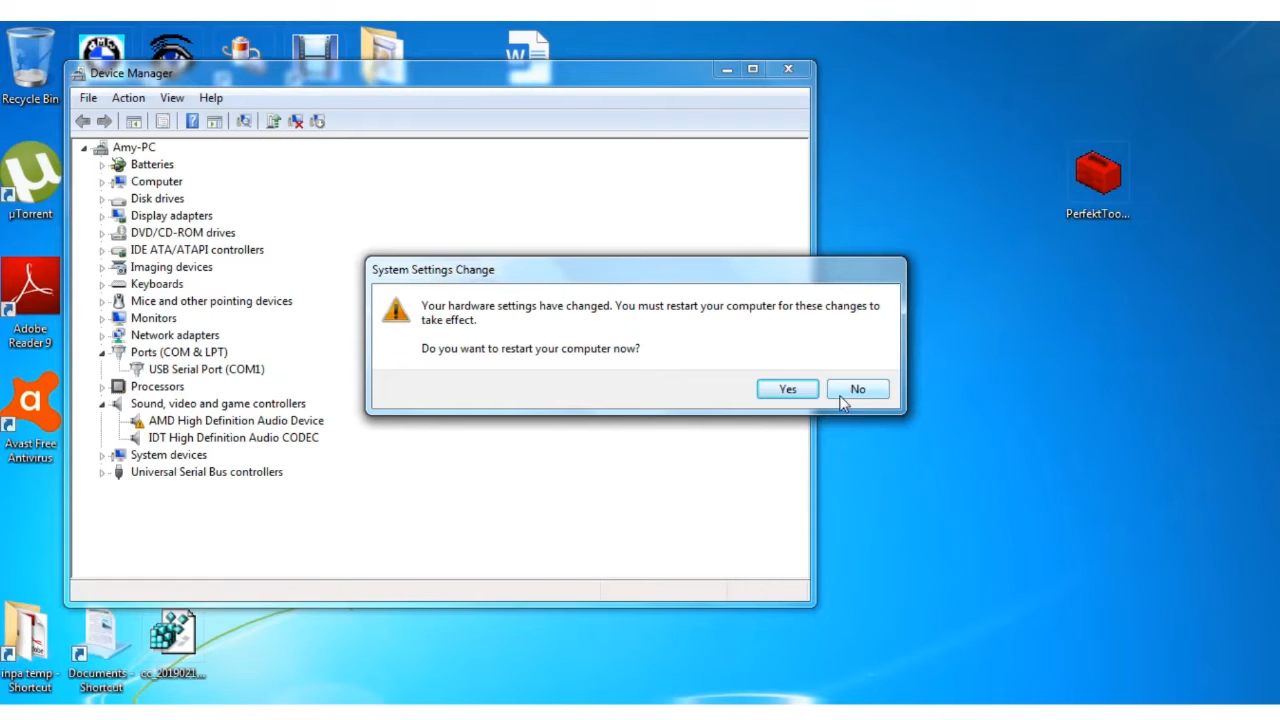 Recycle Bin
µTorrent
Adobe
Reader 9
Avast Free
Antivirus
inpa temp -
Shortcut
Documents -
Shortcut
cc_2019021...
PerfektToo...
W
Device Manager
File Action View Help
Amy-PC
Batteries
Computer
Disk drives
Display adapters
DVD/CD-ROM drives
IDE ATA/ATAPI controllers
Imaging devices
Keyboards
Mice and other pointing devices
Monitors
Network adapters
Ports (COM & LPT)
USB Serial Port (COM1)
Processors
Sound, video and game controllers
AMD High Definition Audio Device
IDT High Definition Audio CODEC
System devices
Universal Serial Bus controllers
System Settings Change
Your hardware settings have changed. You must restart your computer for these changes to
take effect.
Do you want to restart your computer now?
Yes No